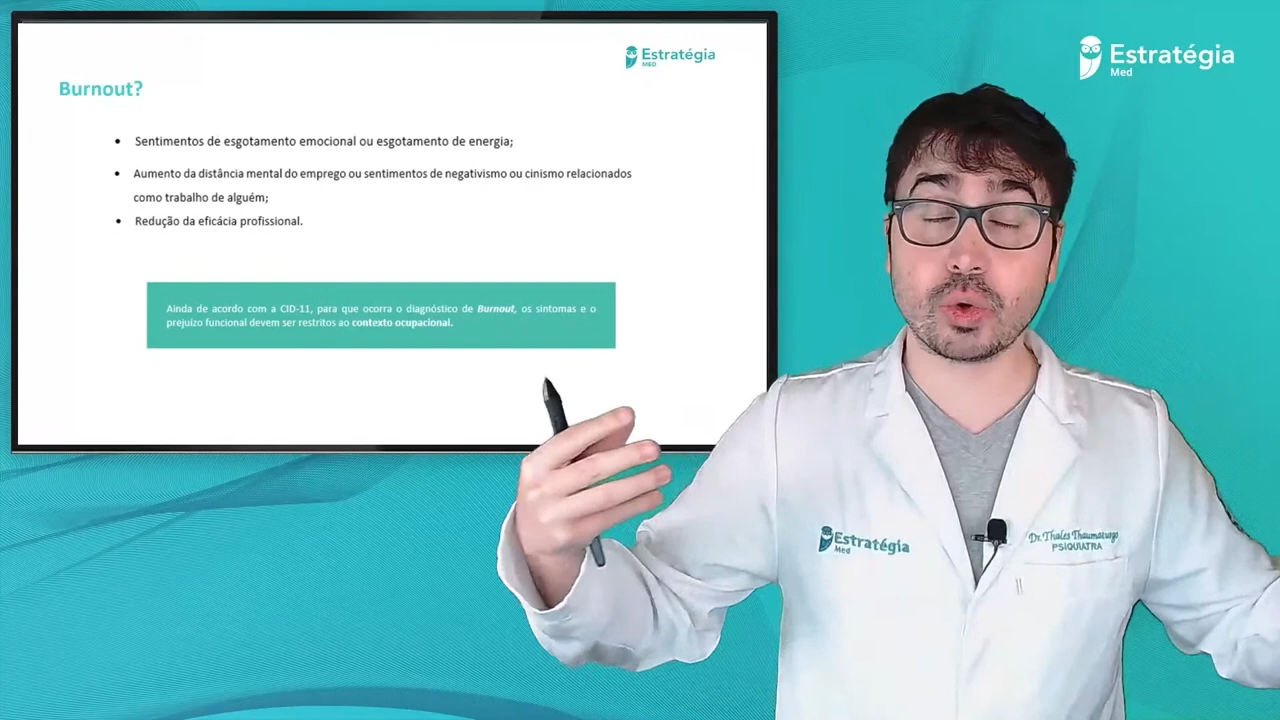 Estratégia
MED
Burnout?
• Sentimentos de esgotamento emocional ou esgotamento de energia;
• Aumento da distância mental do emprego ou sentimentos de negativismo ou cinismo relacionados
como trabalho de alguém;
• Redução da eficácia profissional.
Ainda de acordo com a CID-11, para que ocorra o diagnóstico de Burnout, os sintomas e o
prejuízo funcional devem ser restritos ao contexto ocupacional.
Estratégia
Med
Estratégia
Med
Dr. Thales Thaumaturgo
PSIQUIATRA